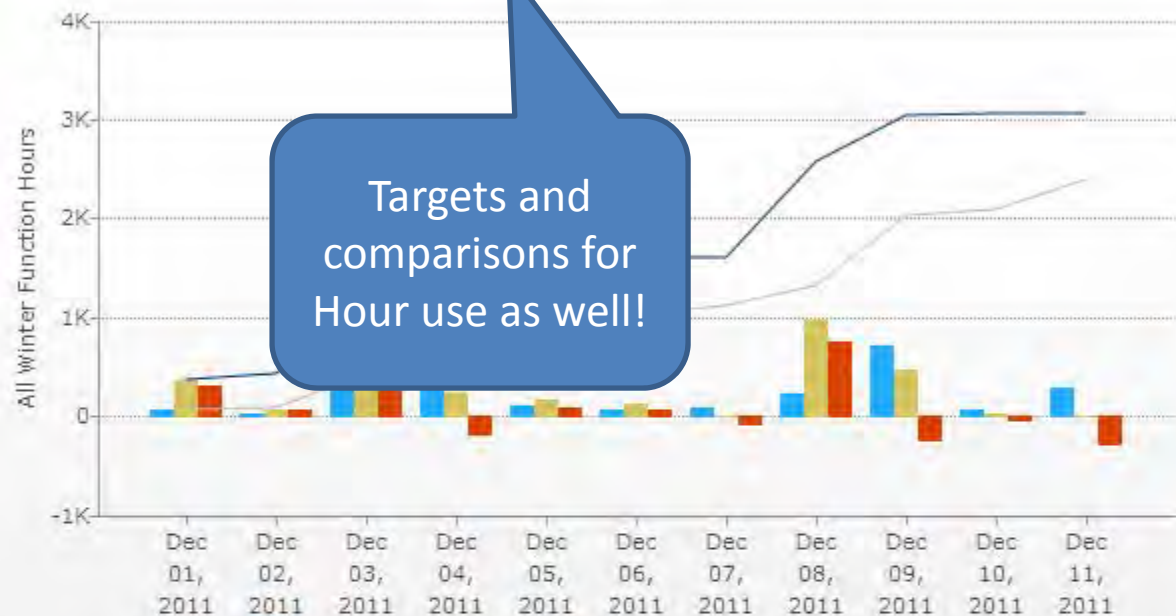 4K
3K
2K
1K
0
-1K
All Winter Function Hours
Targets and
comparisons for
Hour use as well!
Dec Dec Dec Dec Dec Dec Dec Dec Dec Dec Dec
01, 02, 03, 04, 05, 06, 07, 08, 09, 10, 11,
2011 2011 2011 2011 2011 2011 2011 2011 2011 2011 2011